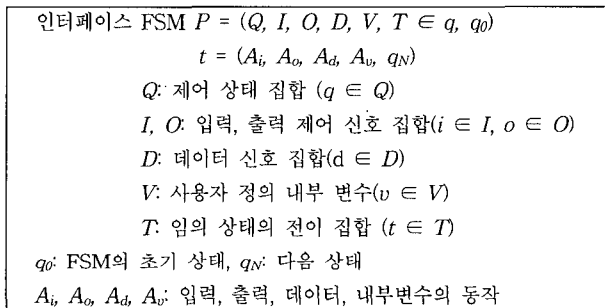 인터페이스 FSM P = (Q, I, O, D, V, T ∈ q, q₀)
t = (Aᵢ, Aₒ, A_d, Aᵥ, q_N)
Q: 제어 상태 집합 (q ∈ Q)
I, O: 입력, 출력 제어 신호 집합(i ∈ I, o ∈ O)
D: 데이터 신호 집합(d ∈ D)
V: 사용자 정의 내부 변수(v ∈ V)
T: 임의 상태의 전이 집합 (t ∈ T)
q₀: FSM의 초기 상태, q_N: 다음 상태
Aᵢ, Aₒ, A_d, Aᵥ: 입력, 출력, 데이터, 내부변수의 동작